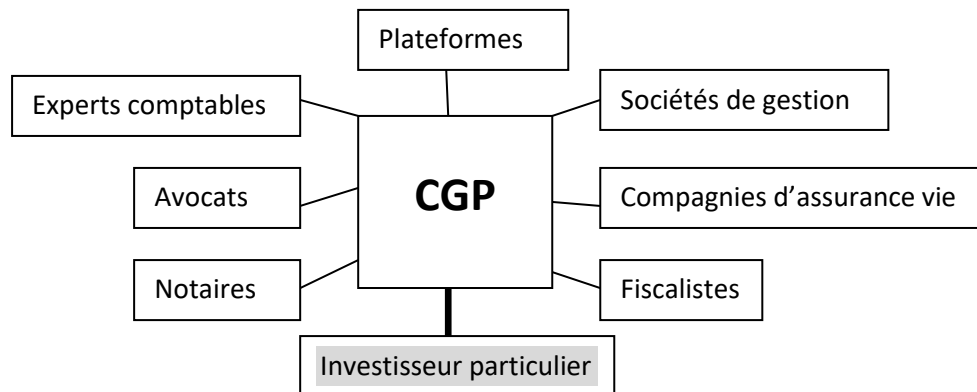 Plateformes
Experts comptables
Sociétés de gestion
Avocats
CGP
Compagnies d’assurance vie
Notaires
Fiscalistes
Investisseur particulier